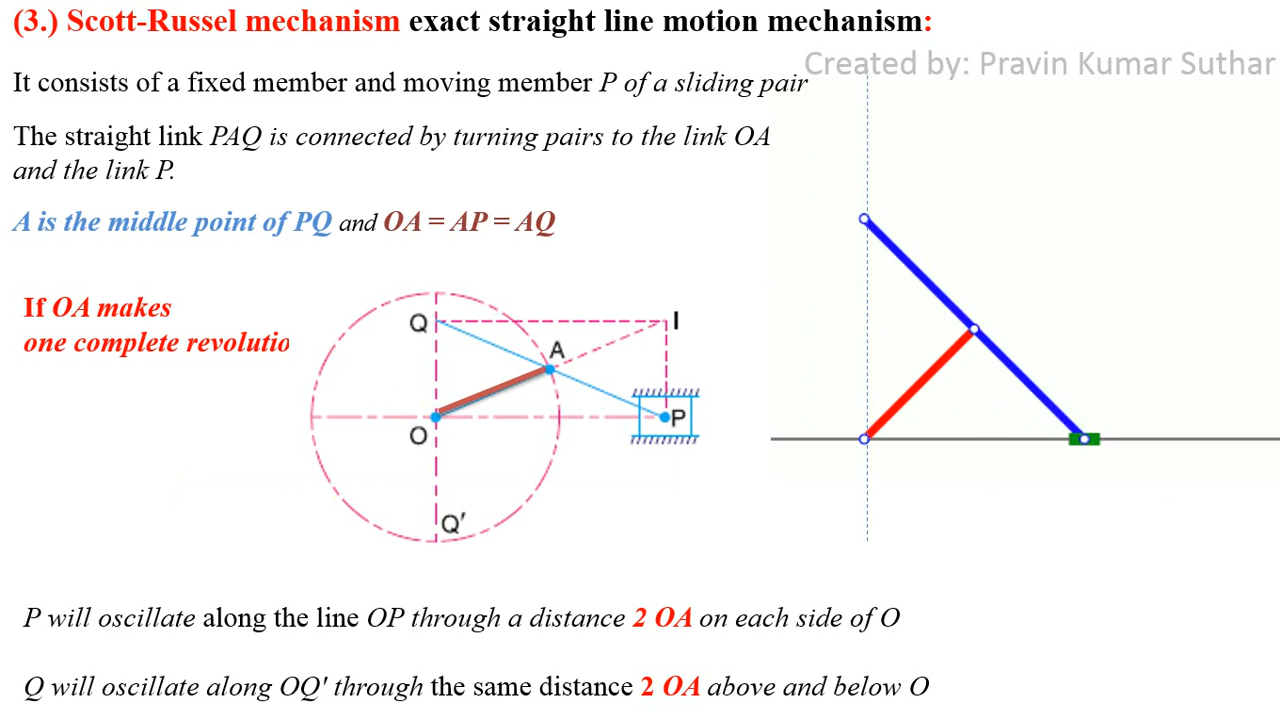 (3.) Scott-Russel mechanism exact straight line motion mechanism:
Created by: Pravin Kumar Suthar
It consists of a fixed member and moving member P of a sliding pair
The straight link PAQ is connected by turning pairs to the link OA
and the link P.
A is the middle point of PQ and OA = AP = AQ
If OA makes
one complete revolutio
Q
I
A
P
O
Q'
P will oscillate along the line OP through a distance 2 OA on each side of O
Q will oscillate along OQ' through the same distance 2 OA above and below O